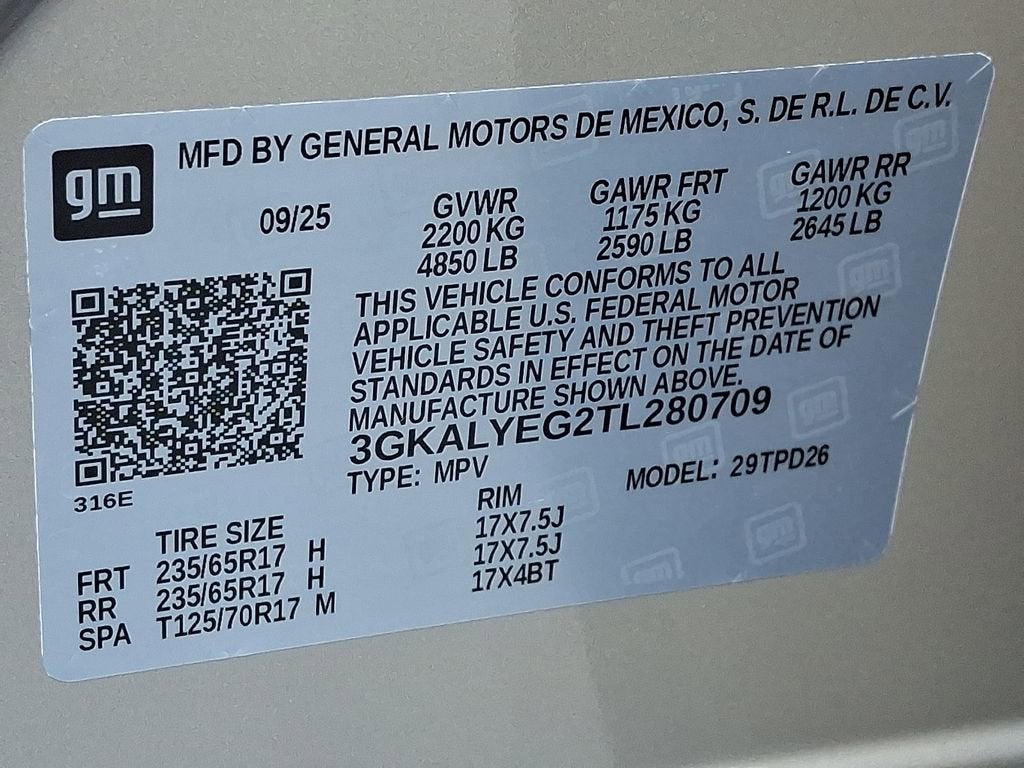 gm
MFD BY GENERAL MOTORS DE MEXICO, S. DE R.L. DE C.V.
09/25
GVWR
2200 KG
4850 LB
GAWR FRT
1175 KG
2590 LB
GAWR RR
1200 KG
2645 LB
THIS VEHICLE CONFORMS TO ALL
APPLICABLE U.S. FEDERAL MOTOR
VEHICLE SAFETY AND THEFT PREVENTION
STANDARDS IN EFFECT ON THE DATE OF
MANUFACTURE SHOWN ABOVE.
3GKALYEG2TL280709
TYPE: MPV MODEL: 29TPD26
316E
TIRE SIZE RIM
FRT 235/65R17 H 17X7.5J
RR 235/65R17 H 17X7.5J
SPA T125/70R17 M 17X4BT